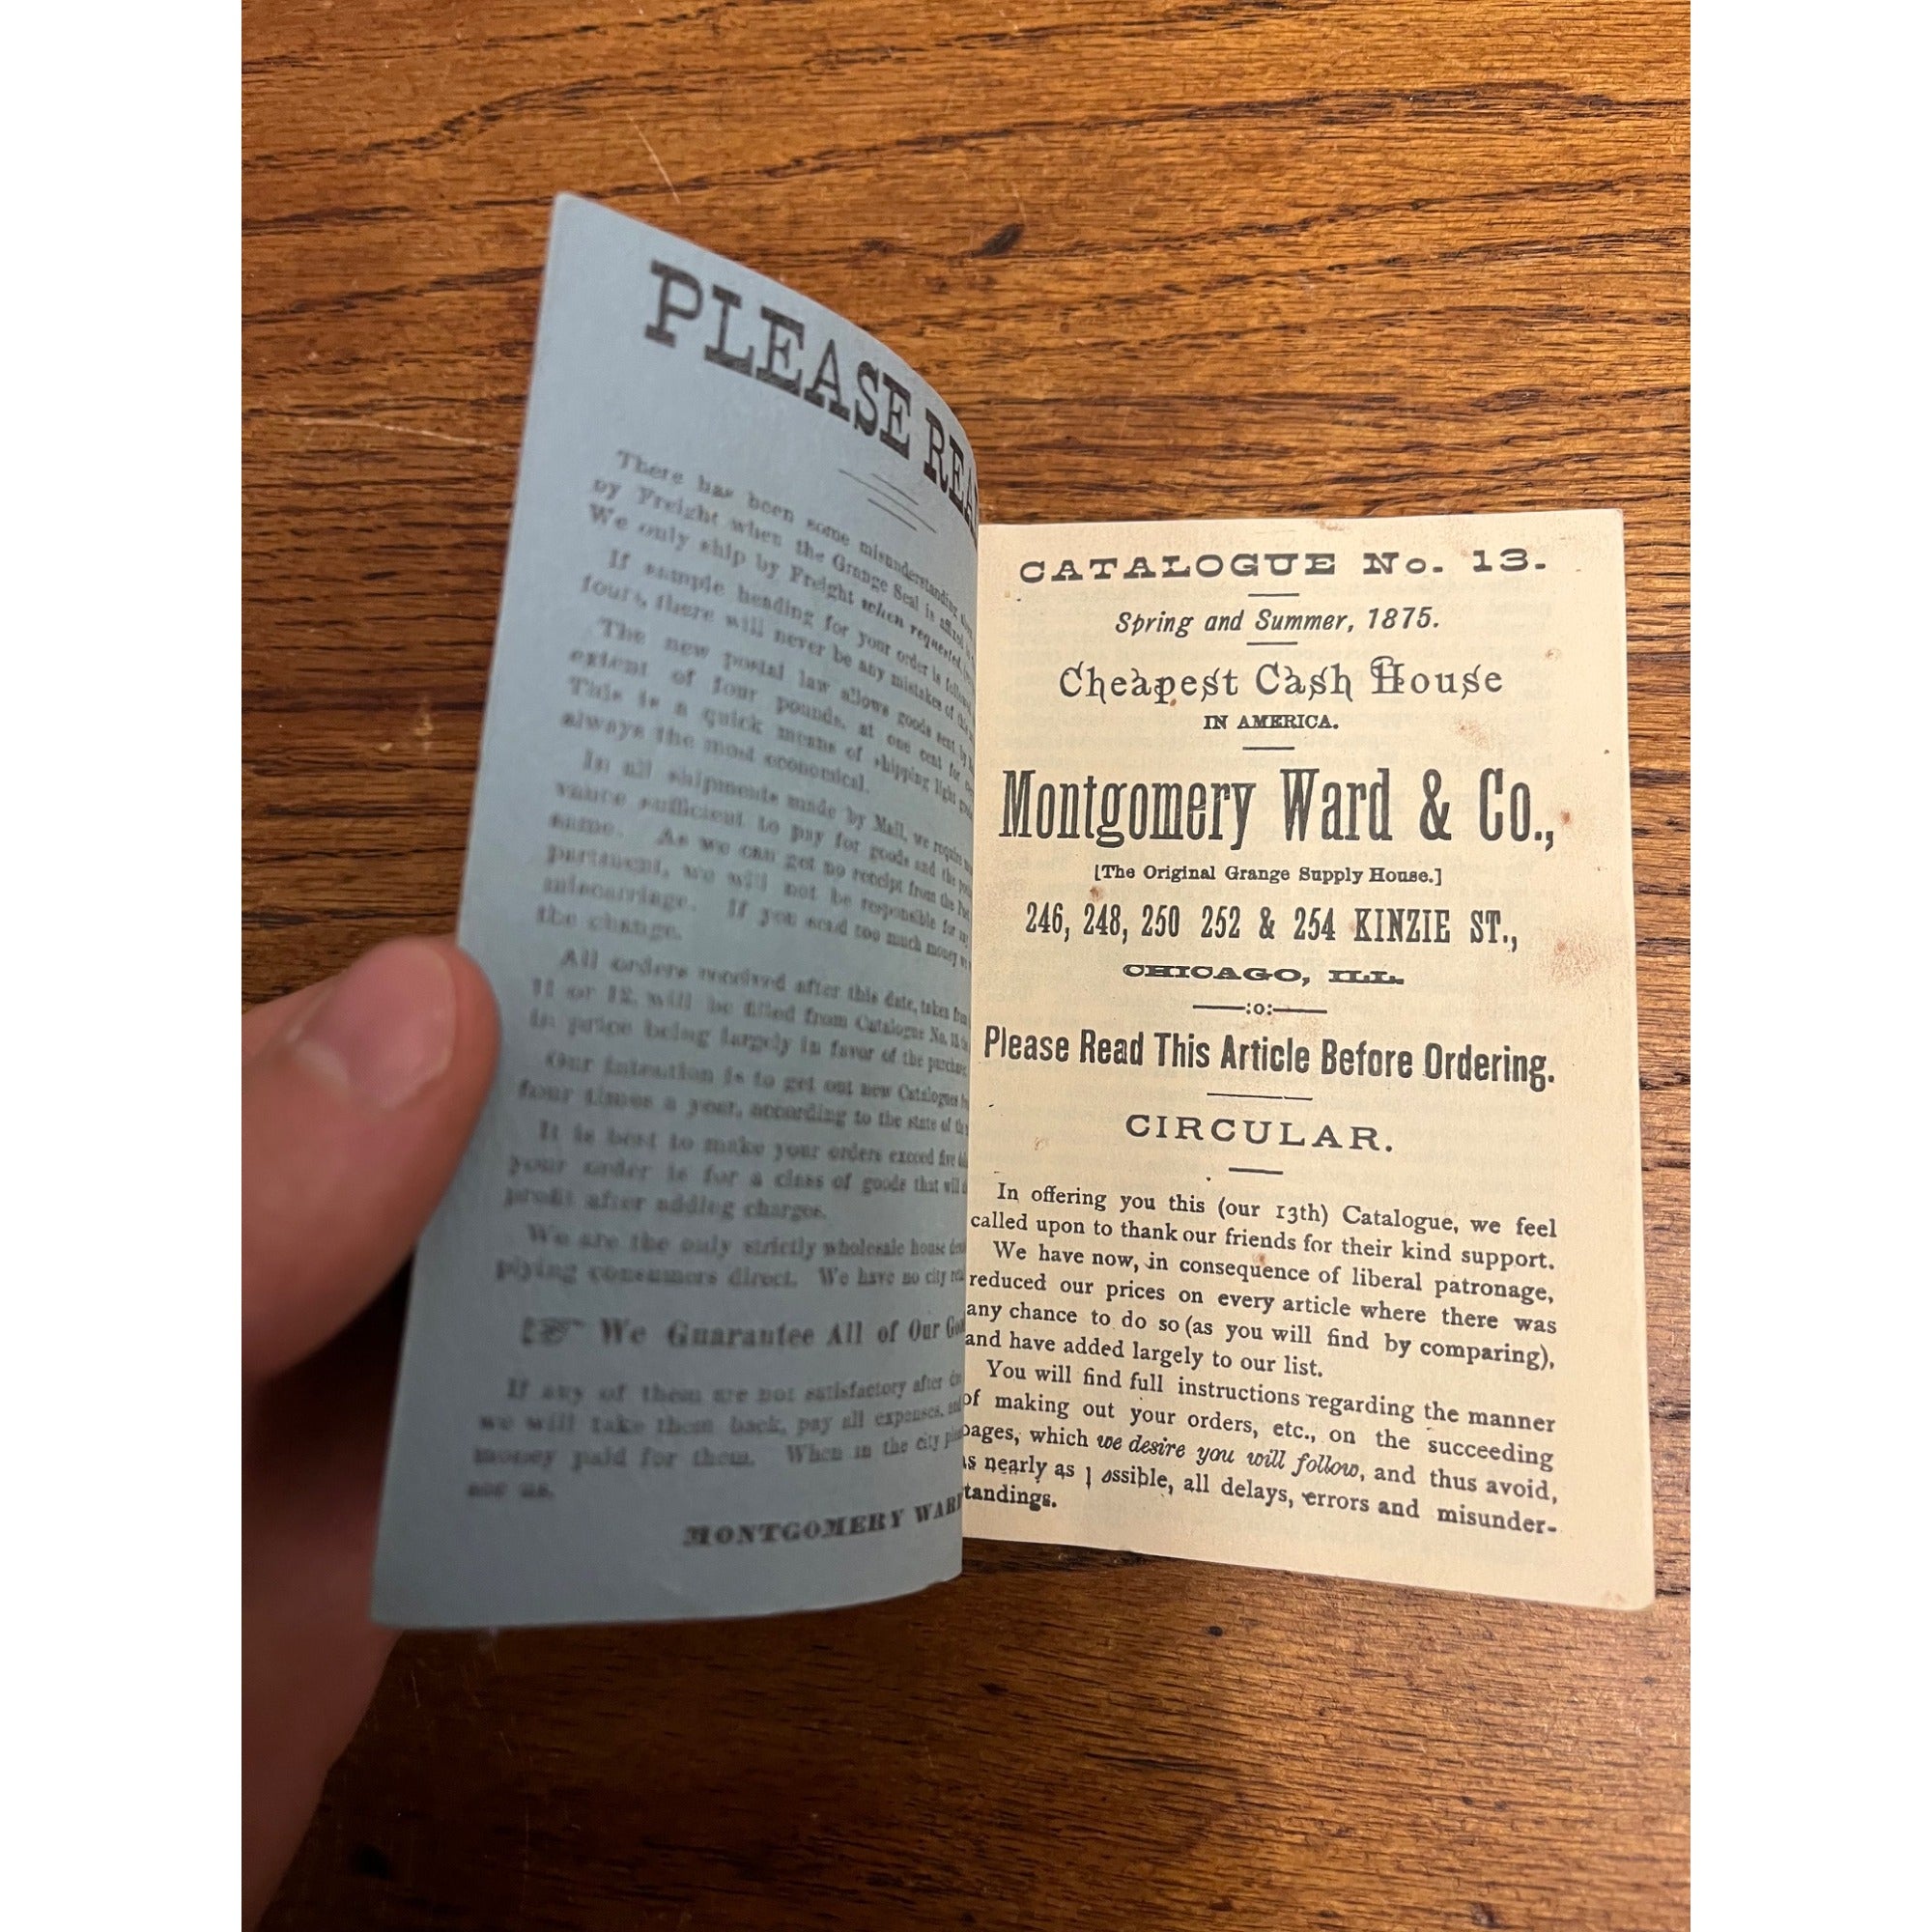 PLEASE REA
There has been some misunderstanding
by Freight when the Grange Seal is affixed
We only ship by Freight when requested,
If sample heading for your order is followed,
fours, there will never be any mistakes of this
The new postal law allows goods sent by
extent of four pounds, at one cent for
This is a quick means of shipping light
always the most economical.
In all shipments made by Mail, we require
sufficient to pay for goods and the
same. As we can get no receipt from the Post
partment, we will not be responsible for
miscarriage. If you send too much money we
the change.
All orders received after this date, taken from
11 or 12, will be filled from Catalogue No. 13
in price being largely in favor of the
Our intention is to get out new Catalogues
four times a year, according to the state of the
It is best to make your orders exceed five
your order is for a class of goods that will
profit after adding charges.
We are the only strictly wholesale house
plying consumers direct. We have no city
We Guarantee All of Our
If any of them are not satisfactory after
we will take them back, pay all expenses,
money paid for them. When in the city
see us.
MONTGOMERY WARD
CATALOGUE No. 13.
Spring and Summer, 1875.
Cheapest Cash House
IN AMERICA.
Montgomery Ward & Co.,
[The Original Grange Supply House.]
246, 248, 250 252 & 254 KINZIE ST.,
CHICAGO, ILL.
——:o:——
Please Read This Article Before Ordering.
CIRCULAR.
In offering you this (our 13th) Catalogue, we feel
called upon to thank our friends for their kind support.
We have now, in consequence of liberal patronage,
reduced our prices on every article where there was
any chance to do so (as you will find by comparing),
and have added largely to our list.
You will find full instructions regarding the manner
of making out your orders, etc., on the succeeding
pages, which we desire you will follow, and thus avoid,
as nearly as p ossible, all delays, errors and misunder-
standings.